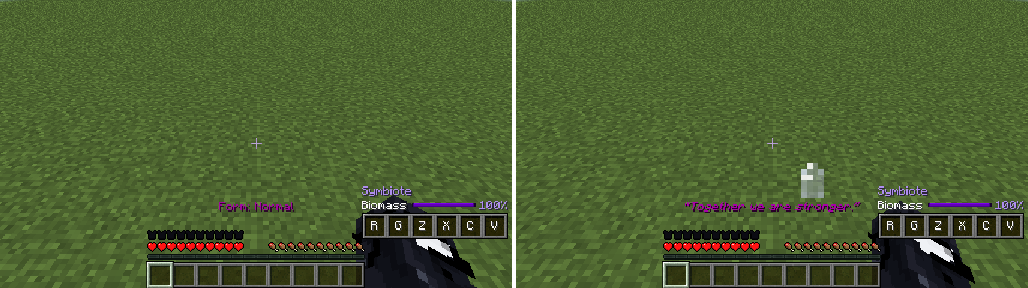 Symbiote
Biomass 100%
Form: Normal
R G Z X C V
Symbiote
Biomass 100%
"Together we are stronger."
R G Z X C V